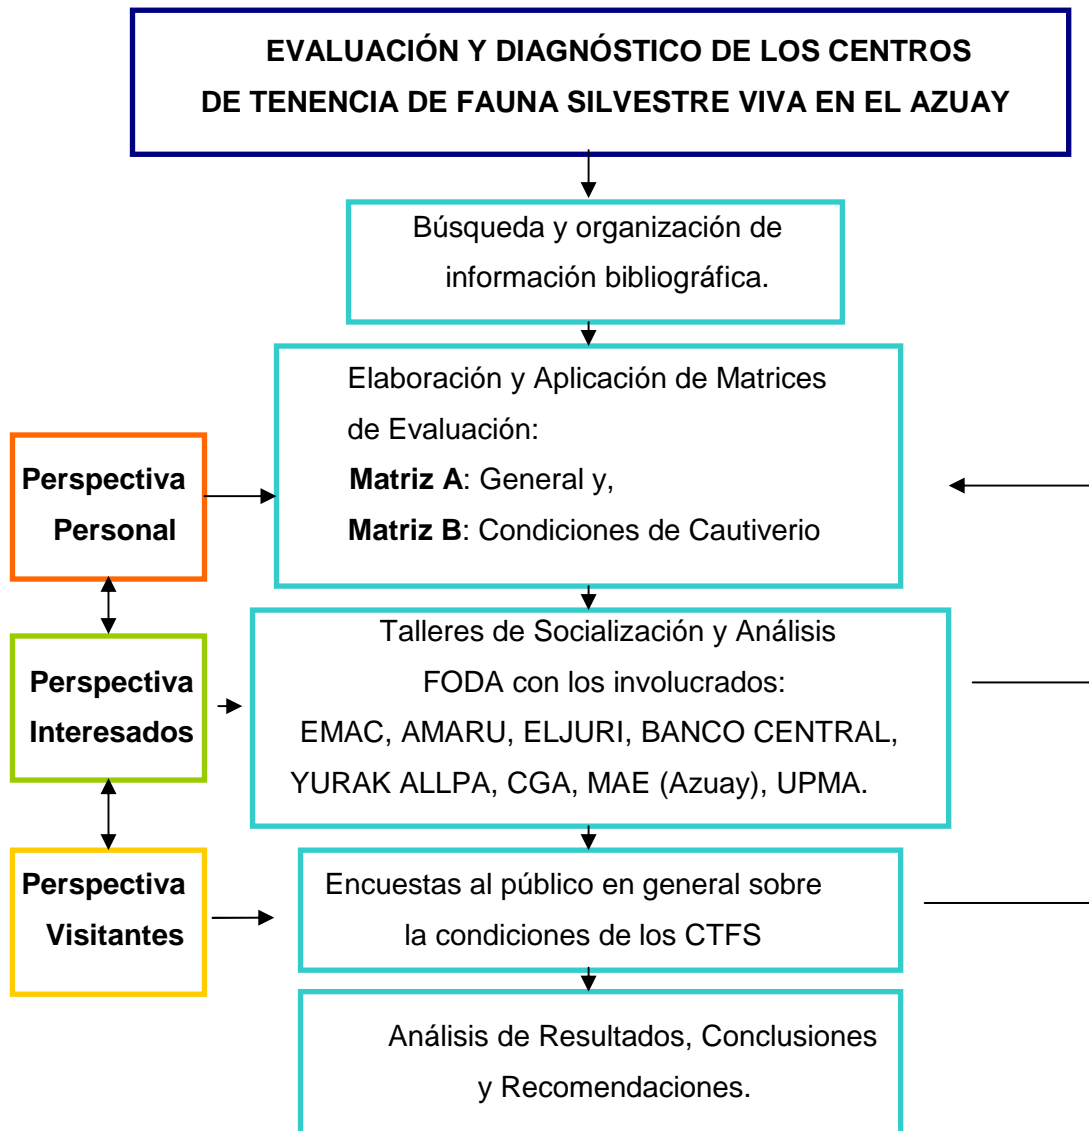 EVALUACIÓN Y DIAGNÓSTICO DE LOS CENTROS
DE TENENCIA DE FAUNA SILVESTRE VIVA EN EL AZUAY
Búsqueda y organización de
información bibliográfica.
Elaboración y Aplicación de Matrices
de Evaluación:
Matriz A: General y,
Matriz B: Condiciones de Cautiverio
Perspectiva
Personal
Talleres de Socialización y Análisis
FODA con los involucrados:
EMAC, AMARU, ELJURI, BANCO CENTRAL,
YURAK ALLPA, CGA, MAE (Azuay), UPMA.
Perspectiva
Interesados
Encuestas al público en general sobre
la condiciones de los CTFS
Perspectiva
Visitantes
Análisis de Resultados, Conclusiones
y Recomendaciones.